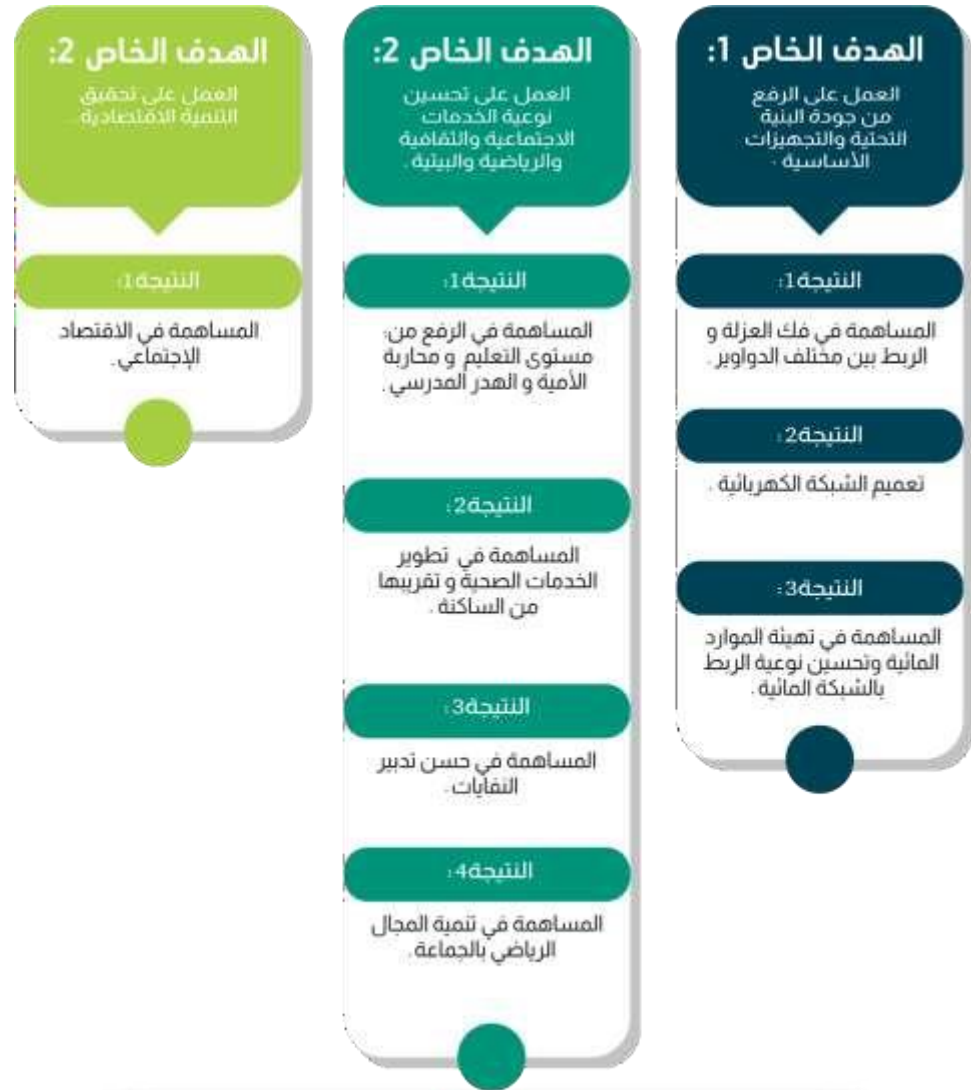 الهدف الخاص 1:
العمل على الرفع
من جودة البنية
التحتية والتجهيزات
الأساسية .
النتيجة1:
المساهمة في فك العزلة و
الربط بين مختلف الدواوير .
النتيجة2:
تعميم الشبكة الكهربائية .
النتيجة3:
المساهمة في تهيئة الموارد
المائية وتحسين نوعية الربط
بالشبكة المائية .
الهدف الخاص 2:
العمل على تحسين
نوعية الخدمات
الاجتماعية والثقافية
والرياضية والبيئية .
النتيجة1:
المساهمة في الرفع من
مستوى التعليم و محاربة
الأمية و الهدر المدرسي .
النتيجة2:
المساهمة في تطوير
الخدمات الصحية و تقريبها
من الساكنة .
النتيجة3:
المساهمة في حسن تدبير
النفايات .
النتيجة4:
المساهمة في تنمية المجال
الرياضي بالجماعة .
الهدف الخاص 2:
العمل على تحقيق
التنمية الاقتصادية .
النتيجة1:
المساهمة في الاقتصاد
الإجتماعي .